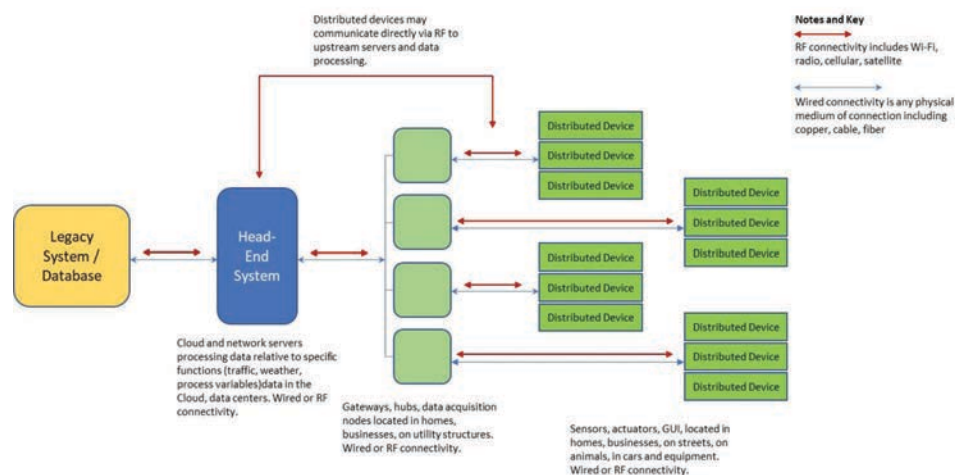 Distributed devices may
communicate directly via RF to
upstream servers and data
processing.
Notes and Key
RF connectivity includes Wi-Fi,
radio, cellular, satellite
Wired connectivity is any physical
medium of connection including
copper, cable, fiber
Distributed Device
Distributed Device
Distributed Device
Distributed Device
Distributed Device
Distributed Device
Legacy
System /
Database
Head-
End
System
Distributed Device
Distributed Device
Distributed Device
Distributed Device
Distributed Device
Distributed Device
Cloud and network servers
processing data relative to specific
functions (traffic, weather,
process variables)data in the
Cloud, data centers. Wired or RF
connectivity.
Gateways, hubs, data acquisition
nodes located in homes,
businesses, on utility structures.
Wired or RF connectivity.
Sensors, actuators, GUI, located in
homes, businesses, on streets, on
animals, in cars and equipment.
Wired or RF connectivity.